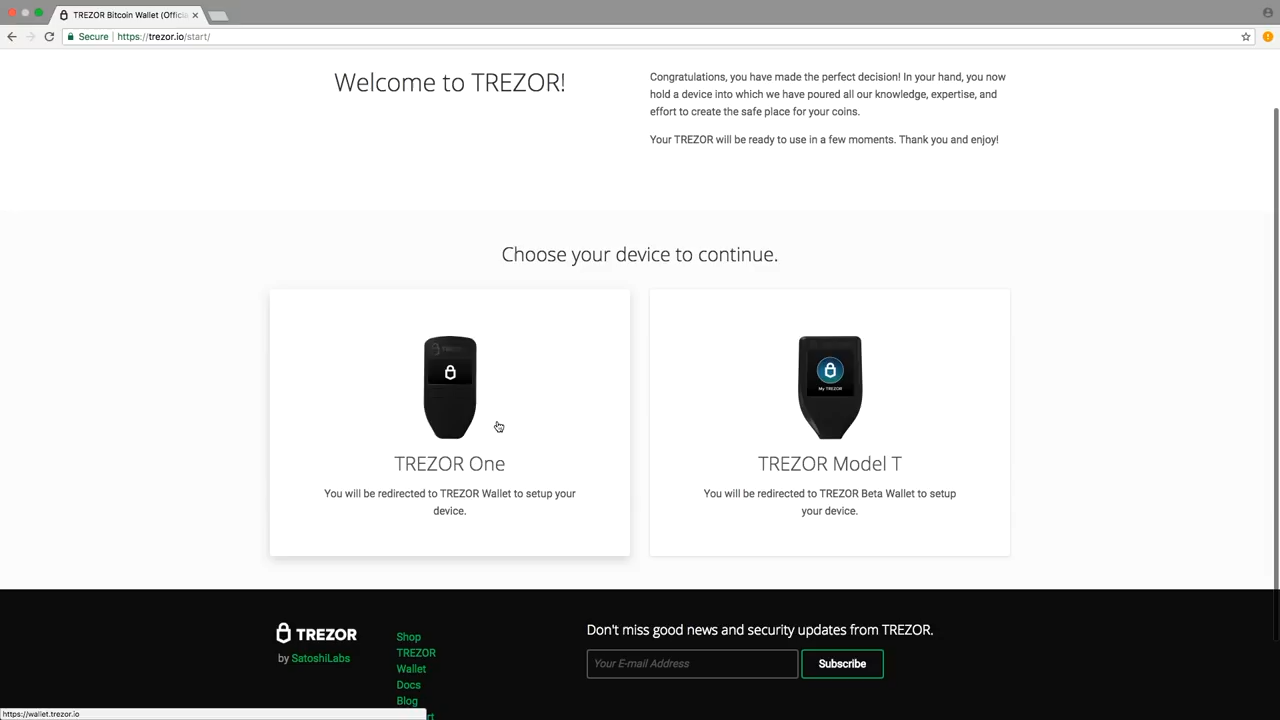 TREZOR Bitcoin Wallet (Offici
Secure https://trezor.io/start/
Welcome to TREZOR!
Congratulations, you have made the perfect decision! In your hand, you now
hold a device into which we have poured all our knowledge, expertise, and
effort to create the safe place for your coins.
Your TREZOR will be ready to use in a few moments. Thank you and enjoy!
Choose your device to continue.
My TREZOR
TREZOR One
You will be redirected to TREZOR Wallet to setup your
device.
TREZOR Model T
You will be redirected to TREZOR Beta Wallet to setup
your device.
TREZOR
by SatoshiLabs
Shop
TREZOR
Wallet
Docs
Blog
Don't miss good news and security updates from TREZOR.
Your E-mail Address
Subscribe
https://wallet.trezor.io